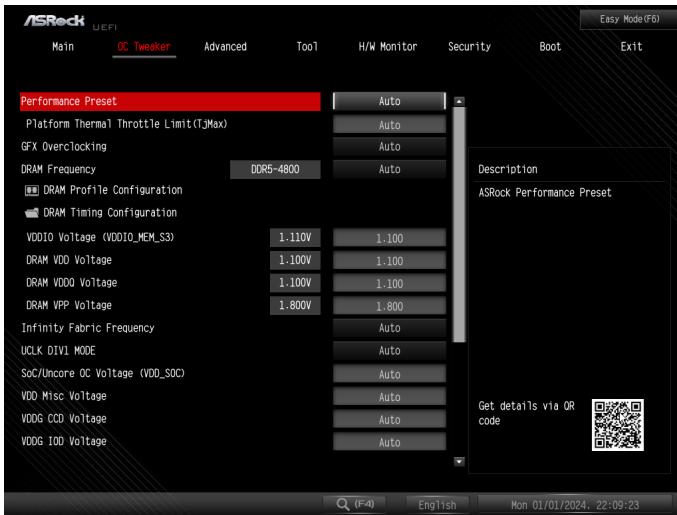 ASRock UEFI
Easy Mode(F6)
Main OC Tweaker Advanced Tool H/W Monitor Security Boot Exit
Performance Preset Auto
Platform Thermal Throttle Limit(TjMax) Auto
GFX Overclocking Auto
DRAM Frequency DDR5-4800 Auto
DRAM Profile Configuration
DRAM Timing Configuration
VDDIO Voltage (VDDIO_MEM_S3) 1.110V 1.100
DRAM VDD Voltage 1.100V 1.100
DRAM VDDQ Voltage 1.100V 1.100
DRAM VPP Voltage 1.800V 1.800
Infinity Fabric Frequency Auto
UCLK DIV1 MODE Auto
SoC/Uncore OC Voltage (VDD_SOC) Auto
VDD Misc Voltage Auto
VDDG CCD Voltage Auto
VDDG IOD Voltage Auto
Description
ASRock Performance Preset
Get details via QR
code
(F4) English Mon 01/01/2024. 22:09:23